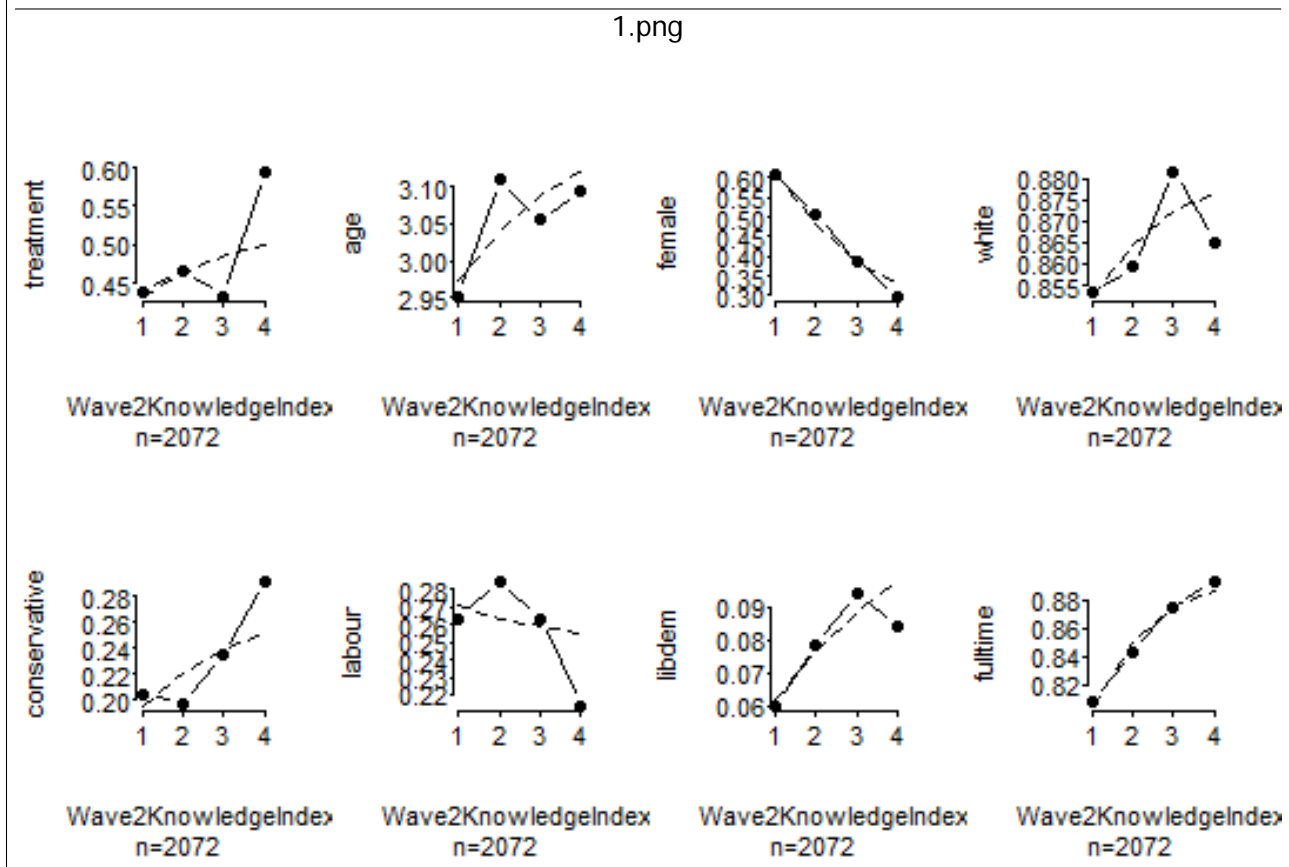 1.png
treatment
0.60
0.55
0.50
0.45
1 2 3 4
Wave2KnowledgeIndex
n=2072
age
3.10
3.05
3.00
2.95
1 2 3 4
Wave2KnowledgeIndex
n=2072
female
0.60
0.55
0.50
0.45
0.40
0.35
0.30
1 2 3 4
Wave2KnowledgeIndex
n=2072
white
0.880
0.875
0.870
0.865
0.860
0.855
1 2 3 4
Wave2KnowledgeIndex
n=2072
conservative
0.28
0.26
0.24
0.22
0.20
1 2 3 4
Wave2KnowledgeIndex
n=2072
labour
0.28
0.27
0.26
0.25
0.24
0.23
0.22
1 2 3 4
Wave2KnowledgeIndex
n=2072
libdem
0.09
0.08
0.07
0.06
1 2 3 4
Wave2KnowledgeIndex
n=2072
fulltime
0.88
0.86
0.84
0.82
1 2 3 4
Wave2KnowledgeIndex
n=2072